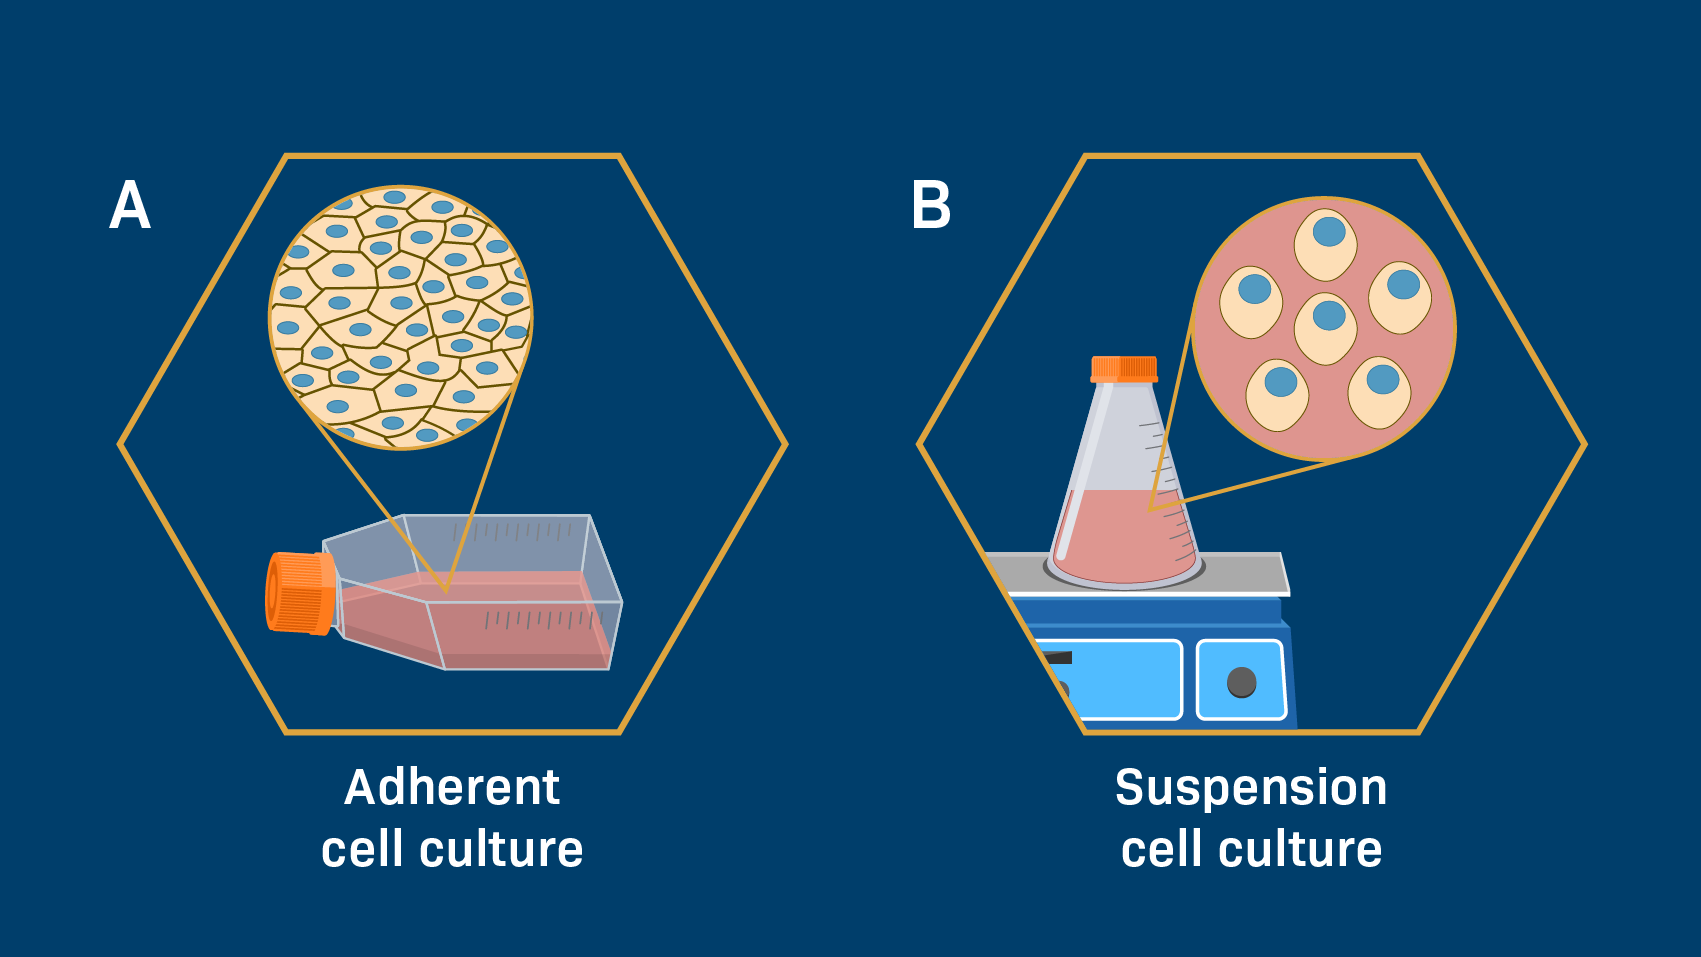 A
Adherent
cell culture
B
Suspension
cell culture